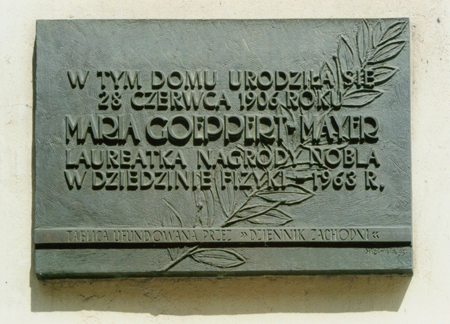 W TYM DOMU URODZIŁA SIĘ
28 CZERWCA 1906 ROKU
MARIA GOEPPERT-MAYER
LAUREATKA NAGRODY NOBLA
W DZIEDZINIE FIZYKI – 1963 R,
TABLICA UFUNDOWANA PRZEZ »DZIENNIK ZACHODNI«